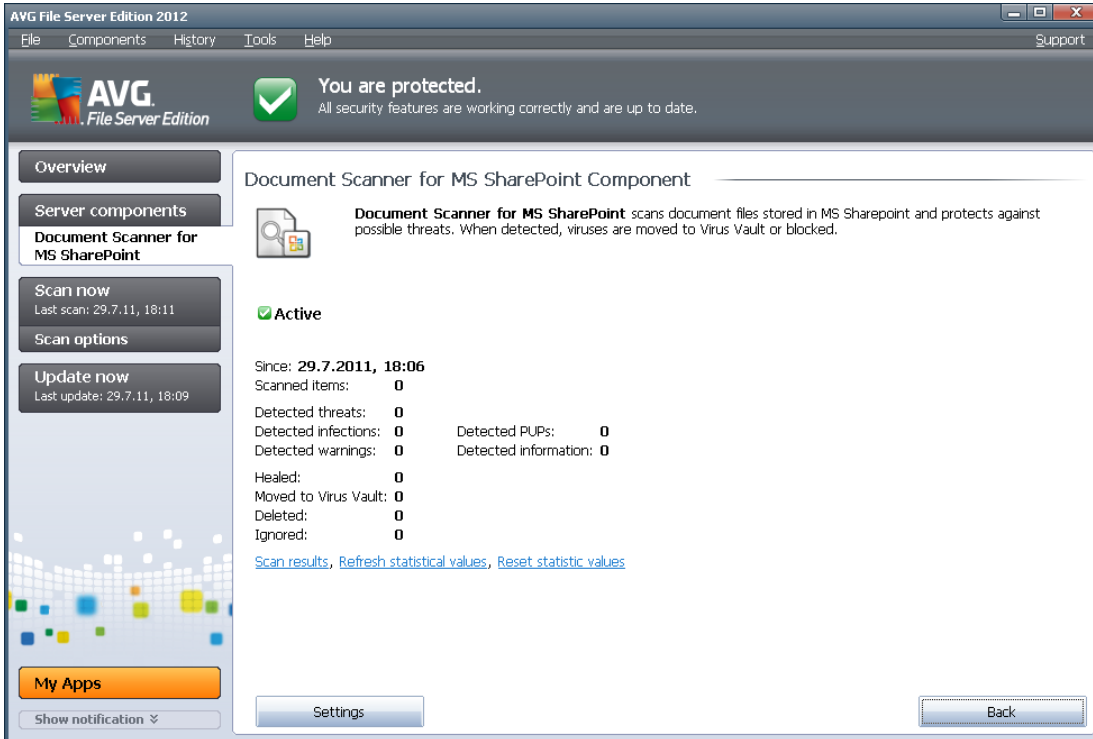 AVG File Server Edition 2012
File Components History Tools Help Support
AVG.
File Server Edition
You are protected.
All security features are working correctly and are up to date.
Overview
Server components
Document Scanner for
MS SharePoint
Scan now
Last scan: 29.7.11, 18:11
Scan options
Update now
Last update: 29.7.11, 18:09
My Apps
Show notification
Document Scanner for MS SharePoint Component
Document Scanner for MS SharePoint scans document files stored in MS Sharepoint and protects against
possible threats. When detected, viruses are moved to Virus Vault or blocked.
Active
Since: 29.7.2011, 18:06
Scanned items: 0
Detected threats: 0
Detected infections: 0 Detected PUPs: 0
Detected warnings: 0 Detected information: 0
Healed: 0
Moved to Virus Vault: 0
Deleted: 0
Ignored: 0
Scan results, Refresh statistical values, Reset statistic values
Settings Back